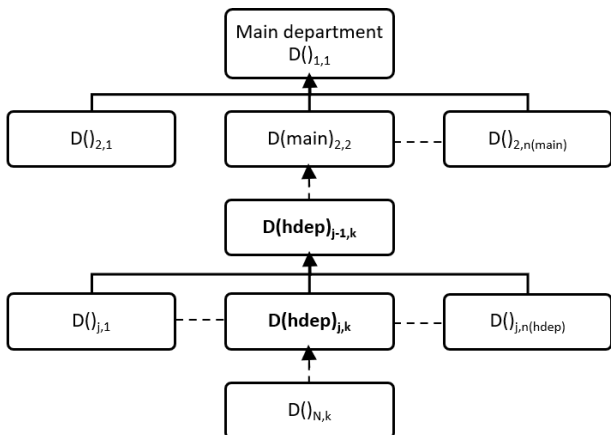 Main department
D()1,1
D()2,1
D(main)2,2
D()2,n(main)
D(hdep)j-1,k
D()j,1
D(hdep)j,k
D()j,n(hdep)
D()N,k